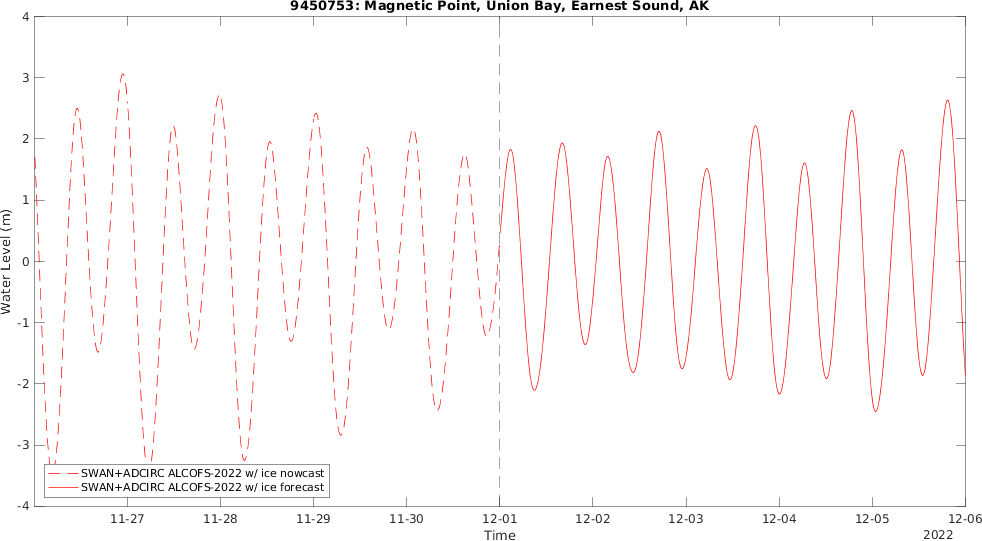 9450753: Magnetic Point, Union Bay, Earnest Sound, AK
4
3
2
1
0
-1
-2
-3
-4
Water Level (m)
SWAN+ADCIRC ALCOFS-2022 w/ ice nowcast
SWAN+ADCIRC ALCOFS-2022 w/ ice forecast
11-27 11-28 11-29 11-30 12-01 12-02 12-03 12-04 12-05 12-06
Time
2022